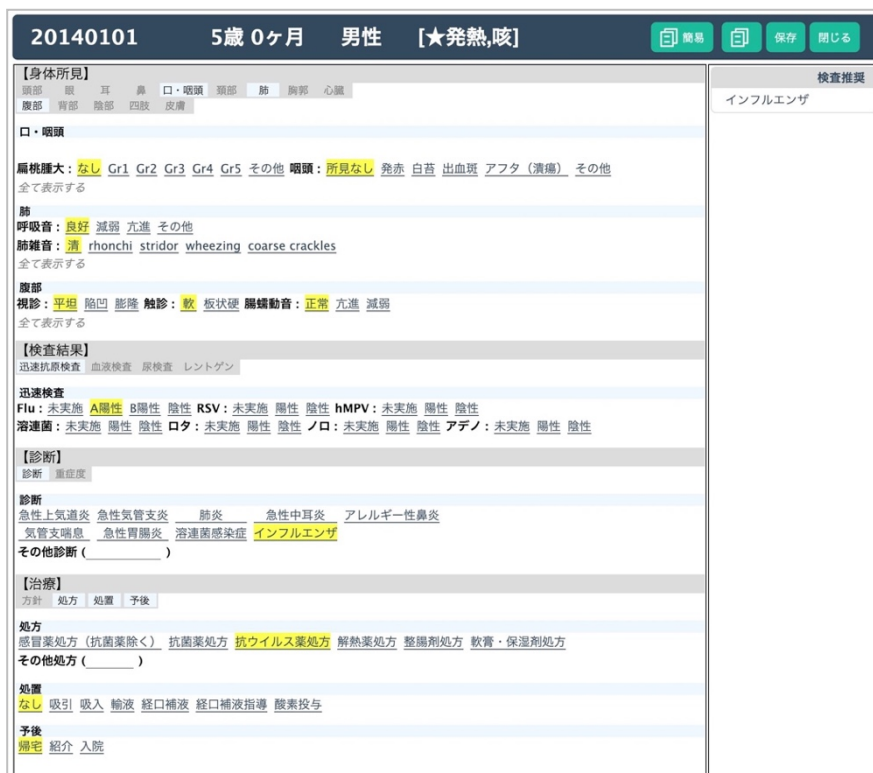 20140101 5歳 0ヶ月 男性 [★発熱,咳] 簡易 保存 閉じる
【身体所見】
検査推奨
頭部 眼 耳 鼻 口・咽頭 頚部 肺 胸郭 心臓
インフルエンザ
腹部 背部 陰部 四肢 皮膚
口・咽頭
扁桃腫大： なし Gr1 Gr2 Gr3 Gr4 Gr5 その他 咽頭： 所見なし 発赤 白苔 出血斑 アフタ（潰瘍） その他
全て表示する
肺
呼吸音： 良好 減弱 亢進 その他
肺雑音： 清 rhonchi stridor wheezing coarse crackles
全て表示する
腹部
視診： 平坦 陥凹 膨隆 触診： 軟 板状硬 腸蠕動音： 正常 亢進 減弱
全て表示する
【検査結果】
迅速抗原検査 血液検査 尿検査 レントゲン
迅速検査
Flu： 未実施 A陽性 B陽性 陰性 RSV： 未実施 陽性 陰性 hMPV： 未実施 陽性 陰性
溶連菌： 未実施 陽性 陰性 ロタ： 未実施 陽性 陰性 ノロ： 未実施 陽性 陰性 アデノ： 未実施 陽性 陰性
【診断】
診断 重症度
診断
急性上気道炎 急性気管支炎 肺炎 急性中耳炎 アレルギー性鼻炎
気管支喘息 急性胃腸炎 溶連菌感染症 インフルエンザ
その他診断 (__________ )
【治療】
方針 処方 処置 予後
処方
感冒薬処方（抗菌薬除く） 抗菌薬処方 抗ウイルス薬処方 解熱薬処方 整腸剤処方 軟膏・保湿剤処方
その他処方 (______ )
処置
なし 吸引 吸入 輸液 経口補液 経口補液指導 酸素投与
予後
帰宅 紹介 入院